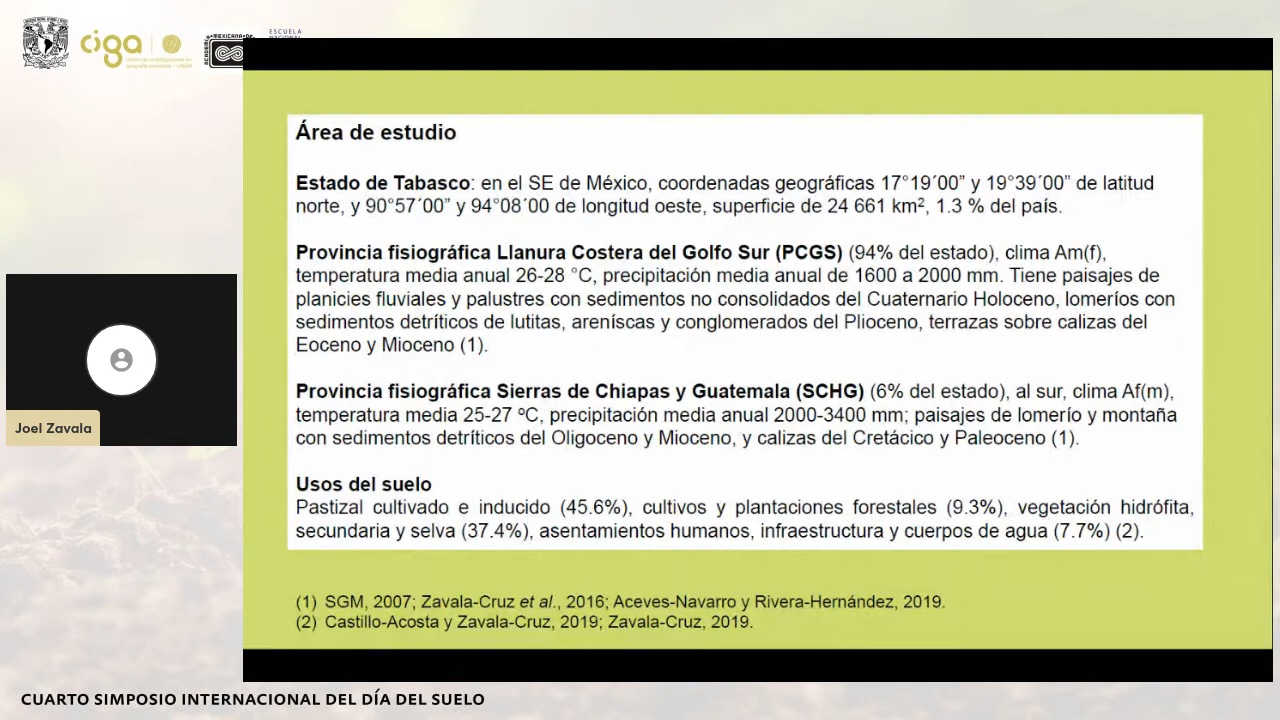 ciga
ESCUELA
NACIONAL
ACADEMIA MEXICANA DE
Área de estudio
Estado de Tabasco: en el SE de México, coordenadas geográficas 17°19´00” y 19°39´00” de latitud
norte, y 90°57´00” y 94°08´00 de longitud oeste, superficie de 24 661 km², 1.3 % del país.
Provincia fisiográfica Llanura Costera del Golfo Sur (PCGS) (94% del estado), clima Am(f),
temperatura media anual 26-28 °C, precipitación media anual de 1600 a 2000 mm. Tiene paisajes de
planicies fluviales y palustres con sedimentos no consolidados del Cuaternario Holoceno, lomeríos con
sedimentos detríticos de lutitas, areníscas y conglomerados del Plioceno, terrazas sobre calizas del
Eoceno y Mioceno (1).
Provincia fisiográfica Sierras de Chiapas y Guatemala (SCHG) (6% del estado), al sur, clima Af(m),
temperatura media 25-27 ºC, precipitación media anual 2000-3400 mm; paisajes de lomerío y montaña
con sedimentos detríticos del Oligoceno y Mioceno, y calizas del Cretácico y Paleoceno (1).
Usos del suelo
Pastizal cultivado e inducido (45.6%), cultivos y plantaciones forestales (9.3%), vegetación hidrófita,
secundaria y selva (37.4%), asentamientos humanos, infraestructura y cuerpos de agua (7.7%) (2).
(1) SGM, 2007; Zavala-Cruz et al., 2016; Aceves-Navarro y Rivera-Hernández, 2019.
(2) Castillo-Acosta y Zavala-Cruz, 2019; Zavala-Cruz, 2019.
Joel Zavala
CUARTO SIMPOSIO INTERNACIONAL DEL DÍA DEL SUELO